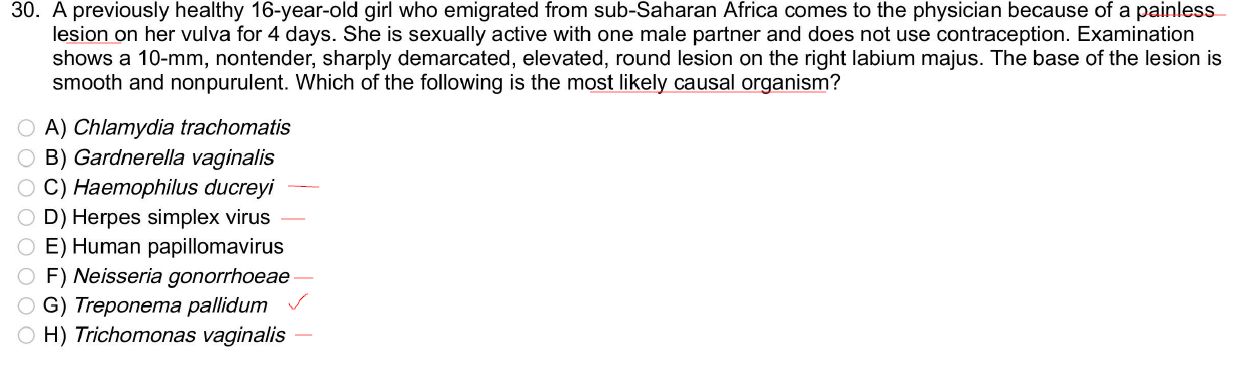 30. A previously healthy 16-year-old girl who emigrated from sub-Saharan Africa comes to the physician because of a painless
lesion on her vulva for 4 days. She is sexually active with one male partner and does not use contraception. Examination
shows a 10-mm, nontender, sharply demarcated, elevated, round lesion on the right labium majus. The base of the lesion is
smooth and nonpurulent. Which of the following is the most likely causal organism?
A) Chlamydia trachomatis
B) Gardnerella vaginalis
C) Haemophilus ducreyi
D) Herpes simplex virus
E) Human papillomavirus
F) Neisseria gonorrhoeae
G) Treponema pallidum
H) Trichomonas vaginalis